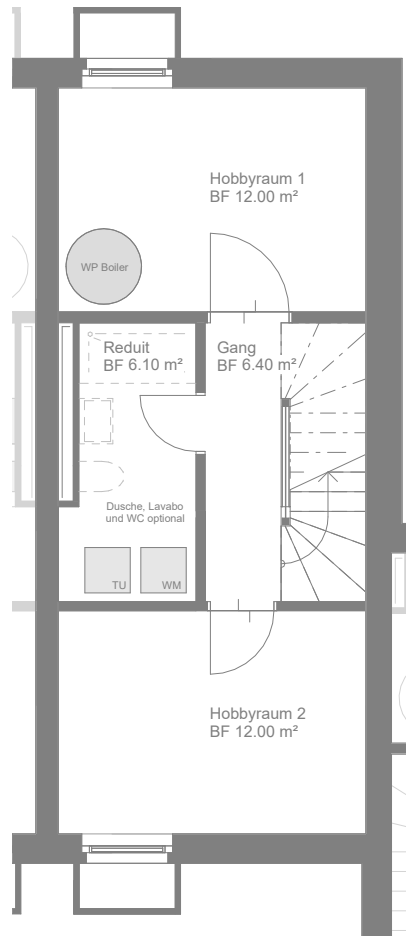 Hobbyraum 1
BF 12.00 m²
WP Boiler
Reduit
BF 6.10 m²
Gang
BF 6.40 m²
Dusche, Lavabo
und WC optional
TU
WM
Hobbyraum 2
BF 12.00 m²